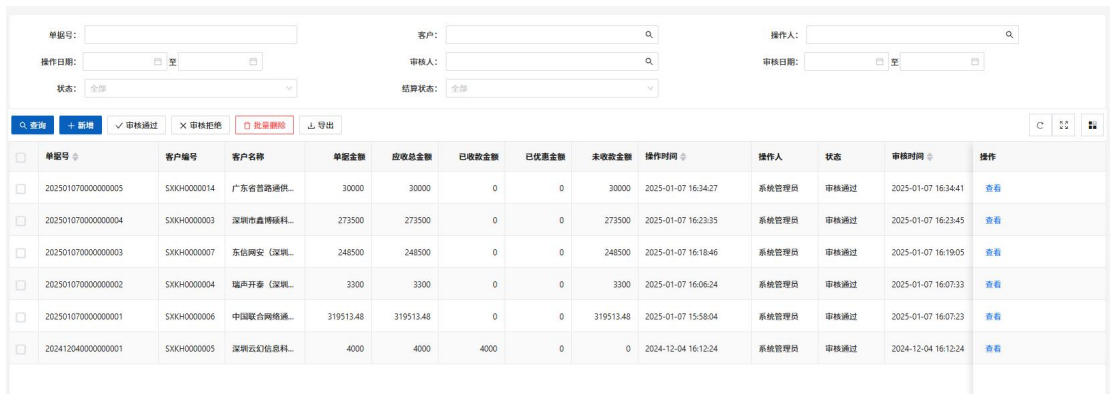 单据号: 客户: 操作人:
操作日期: 至 审核人: 审核日期: 至
状态: 全部 结算状态: 全部
查询 新增 审核通过 审核拒绝 批量删除 导出
单据号 客户编号 客户名称 单据金额 应收总金额 已收款金额 已优惠金额 未收款金额 操作时间 操作人 状态 审核时间 操作
202501070000000005 SXKH0000014 广东省普路通供... 30000 30000 0 0 30000 2025-01-07 16:34:27 系统管理员 审核通过 2025-01-07 16:34:41 查看
202501070000000004 SXKH0000003 深圳市鑫博硕科... 273500 273500 0 0 273500 2025-01-07 16:23:35 系统管理员 审核通过 2025-01-07 16:23:45 查看
202501070000000003 SXKH0000007 东信网安（深圳... 248500 248500 0 0 248500 2025-01-07 16:18:46 系统管理员 审核通过 2025-01-07 16:19:05 查看
202501070000000002 SXKH0000004 瑞声开泰（深圳... 3300 3300 0 0 3300 2025-01-07 16:06:24 系统管理员 审核通过 2025-01-07 16:07:33 查看
202501070000000001 SXKH0000006 中国联合网络通... 319513.48 319513.48 0 0 319513.48 2025-01-07 15:58:04 系统管理员 审核通过 2025-01-07 16:07:23 查看
202412040000000001 SXKH0000005 深圳云幻信息科... 4000 4000 4000 0 0 2024-12-04 16:12:24 系统管理员 审核通过 2024-12-04 16:12:24 查看